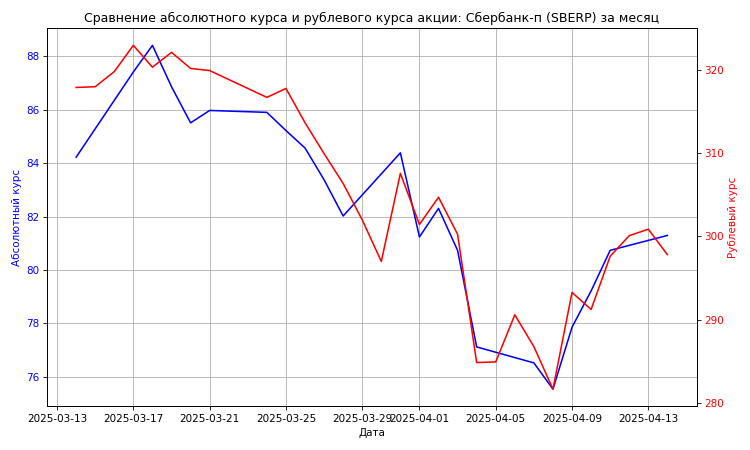 Сравнение абсолютного курса и рублевого курса акции: Сбербанк-п (SBERP) за месяц
88
86
84
82
80
78
76
Абсолютный курс
320
310
300
290
280
Рублевый курс
2025-03-13 2025-03-17 2025-03-21 2025-03-25 2025-03-29 2025-04-01 2025-04-05 2025-04-09 2025-04-13
Дата